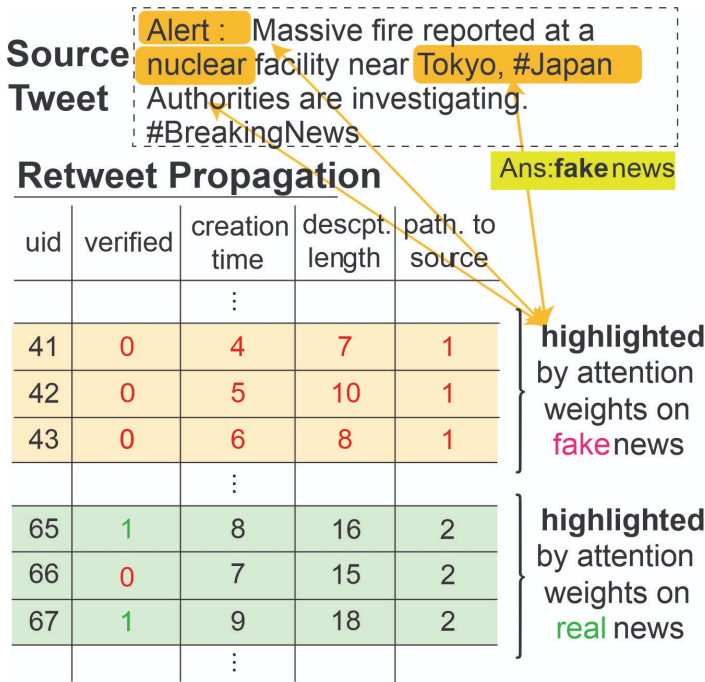 Source
Tweet
Alert : Massive fire reported at a
nuclear facility near Tokyo, #Japan
Authorities are investigating.
#BreakingNews
Ans:fake news
Retweet Propagation
uid verified creation time descpt. length path. to source
⋮
41 0 4 7 1
42 0 5 10 1
43 0 6 8 1
highlighted
by attention
weights on
fake news
⋮
65 1 8 16 2
66 0 7 15 2
67 1 9 18 2
highlighted
by attention
weights on
real news
⋮